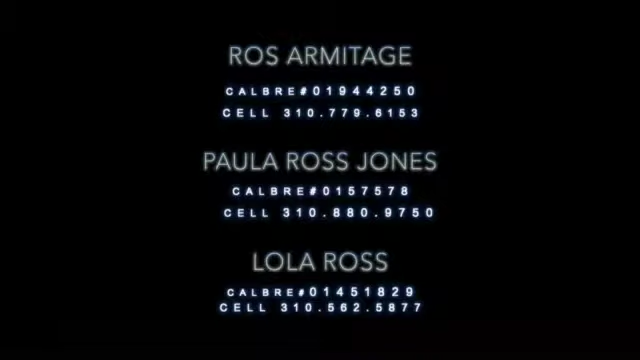 ROS ARMITAGE
CALBRE#01944250
CELL 310.779.6153
PAULA ROSS JONES
CALBRE#0157578
CELL 310.880.9750
LOLA ROSS
CALBRE#01451829
CELL 310.562.5877